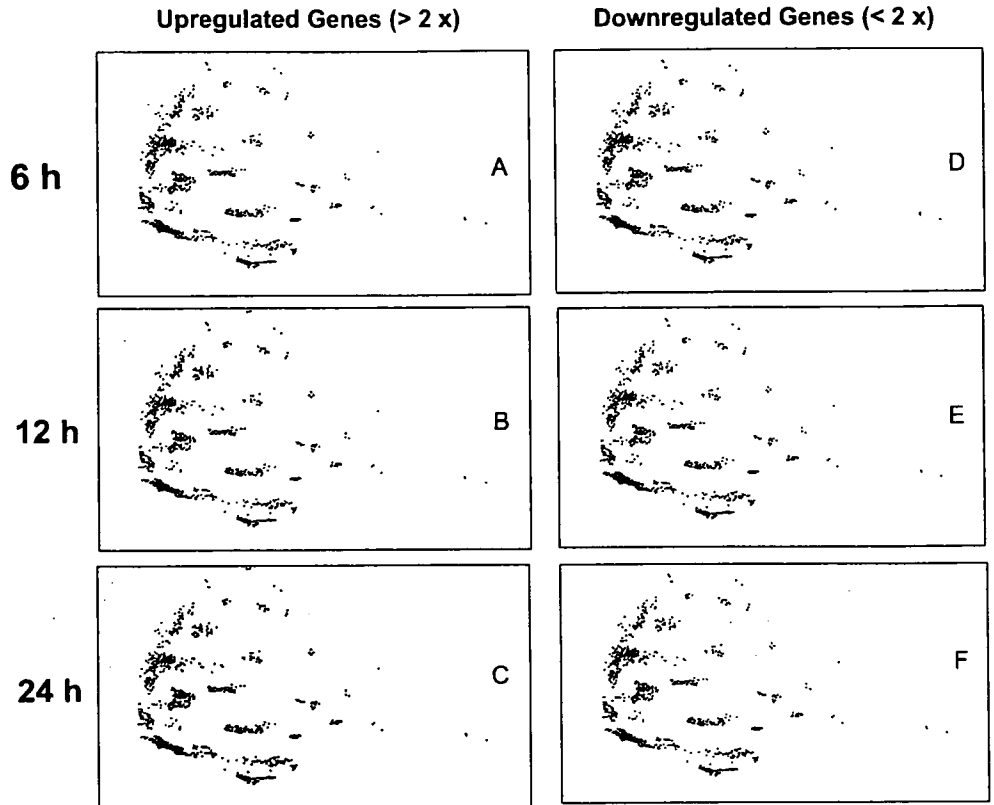 Upregulated Genes (> 2 x)
Downregulated Genes (< 2 x)
6 h
A
D
12 h
B
E
24 h
C
F